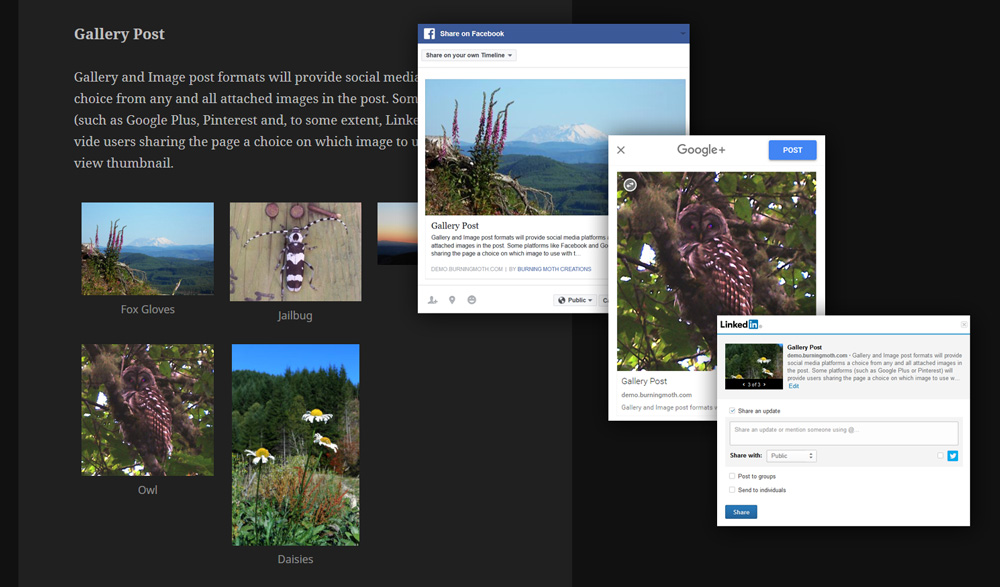 Gallery Post
Gallery and Image post formats will provide social media
choice from any and all attached images in the post. Som
(such as Google Plus, Pinterest and, to some extent, Linke
vide users sharing the page a choice on which image to u
view thumbnail.
Fox Gloves
Jailbug
Owl
Daisies
Share on Facebook
Share on your own Timeline
Gallery Post
Gallery and Image post formats will provide social media platforms
attached images in the post. Some platforms like Facebook and Go
sharing the page a choice on which image to use with t...
DEMO.BURNINGMOTH.COM | BY BURNING MOTH CREATIONS
Public
Google+
POST
Gallery Post
demo.burningmoth.com
Gallery and Image post formats w
Linked in
Gallery Post
demo.burningmoth.com - Gallery and Image post formats will provide
social media platforms a choice from any and all attached images in
the post. Some platforms (such as Google Plus or Pinterest) will
provide users sharing the page a choice on which image to use w...
Edit
3 of 3
Share an update
Share an update or mention someone using @...
Share with: Public
Post to groups
Send to individuals
Share